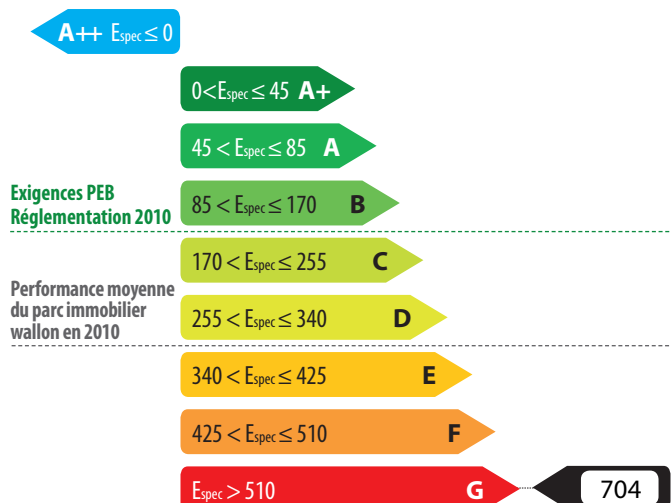 A++ Espec ≤ 0
0<Espec ≤ 45 A+
45 < Espec ≤ 85 A
Exigences PEB
Réglementation 2010
85 < Espec ≤ 170 B
170 < Espec ≤ 255 C
Performance moyenne
du parc immobilier
wallon en 2010
255 < Espec ≤ 340 D
340 < Espec ≤ 425 E
425 < Espec ≤ 510 F
Espec > 510 G 704